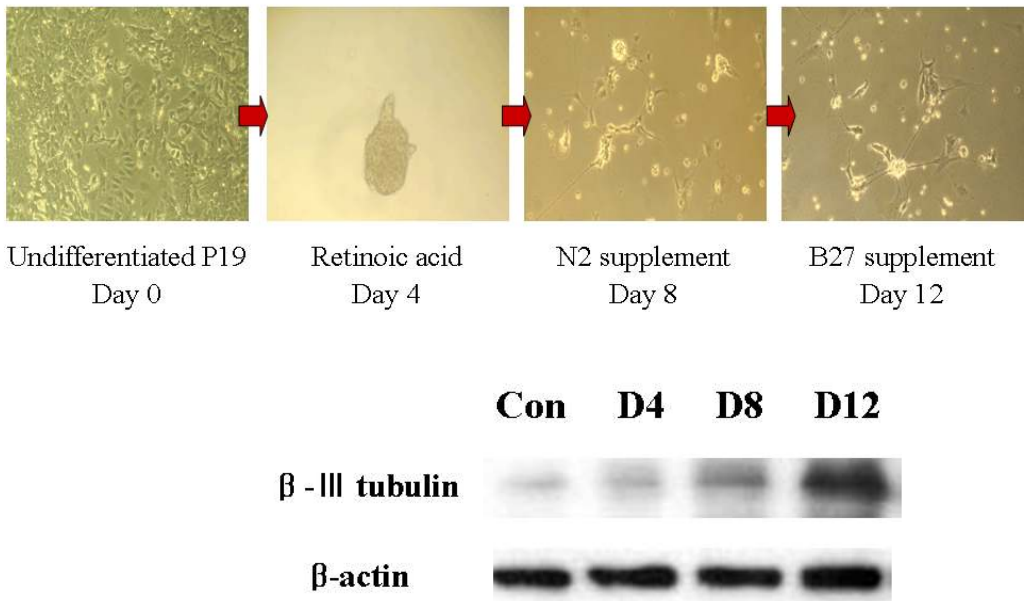 Undifferentiated P19
Day 0
Retinoic acid
Day 4
N2 supplement
Day 8
B27 supplement
Day 12
Con D4 D8 D12
β-Ⅲ tubulin
β-actin